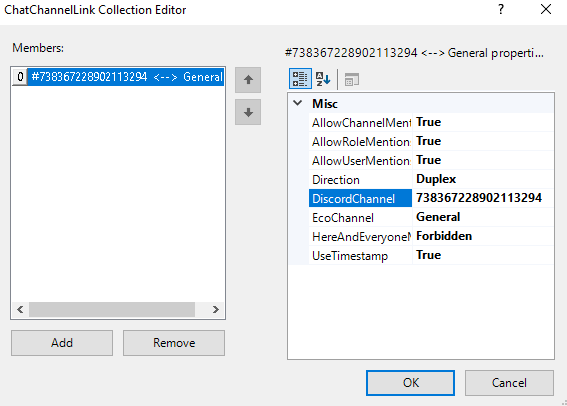 ChatChannelLink Collection Editor
Members:
0 #738367228902113294 <--> General
Add
Remove
#738367228902113294 <--> General properti...
Misc
AllowChannelMent True
AllowRoleMention True
AllowUserMention True
Direction Duplex
DiscordChannel 738367228902113294
EcoChannel General
HereAndEveryoneM Forbidden
UseTimestamp True
OK
Cancel